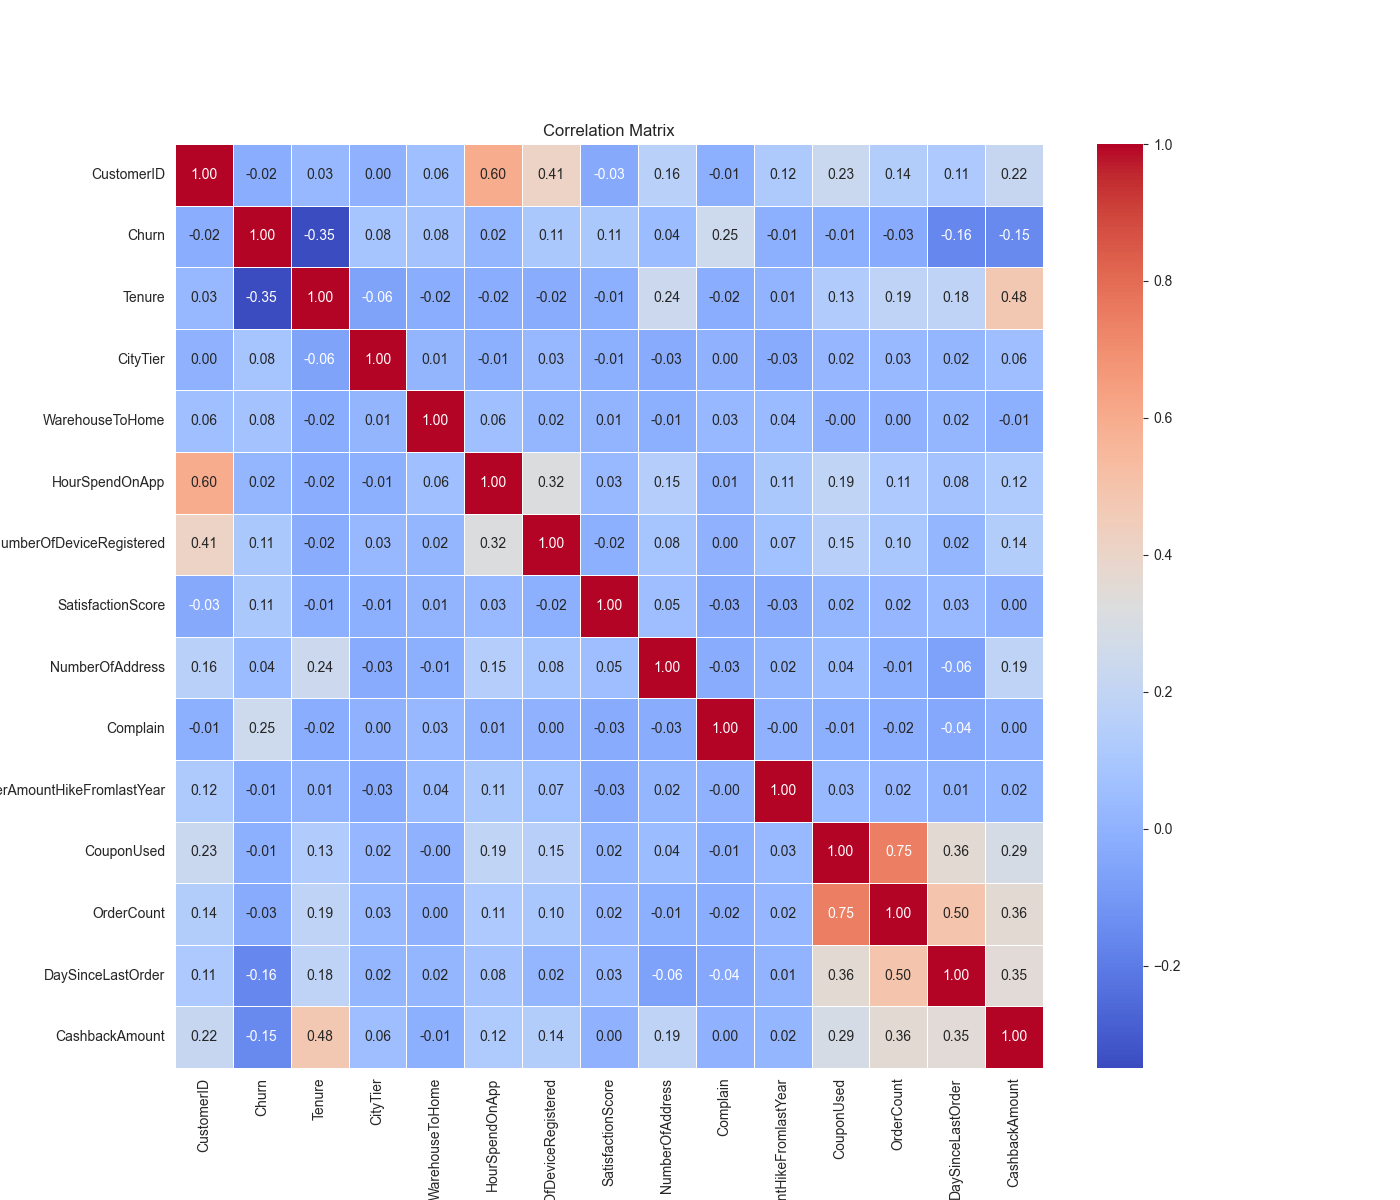 Correlation Matrix
CustomerID 1.00 -0.02 0.03 0.00 0.06 0.60 0.41 -0.03 0.16 -0.01 0.12 0.23 0.14 0.11 0.22
Churn -0.02 1.00 -0.35 0.08 0.08 0.02 0.11 0.11 0.04 0.25 -0.01 -0.01 -0.03 -0.16 -0.15
Tenure 0.03 -0.35 1.00 -0.06 -0.02 -0.02 -0.02 -0.01 0.24 -0.02 0.01 0.13 0.19 0.18 0.48
CityTier 0.00 0.08 -0.06 1.00 0.01 -0.01 0.03 -0.01 -0.03 0.00 -0.03 0.02 0.03 0.02 0.06
WarehouseToHome 0.06 0.08 -0.02 0.01 1.00 0.06 0.02 0.01 -0.01 0.03 0.04 -0.00 0.00 0.02 -0.01
HourSpendOnApp 0.60 0.02 -0.02 -0.01 0.06 1.00 0.32 0.03 0.15 0.01 0.11 0.19 0.11 0.08 0.12
umberOfDeviceRegistered 0.41 0.11 -0.02 0.03 0.02 0.32 1.00 -0.02 0.08 0.00 0.07 0.15 0.10 0.02 0.14
SatisfactionScore -0.03 0.11 -0.01 -0.01 0.01 0.03 -0.02 1.00 0.05 -0.03 -0.03 0.02 0.02 0.03 0.00
NumberOfAddress 0.16 0.04 0.24 -0.03 -0.01 0.15 0.08 0.05 1.00 -0.03 0.02 0.04 -0.01 -0.06 0.19
Complain -0.01 0.25 -0.02 0.00 0.03 0.01 0.00 -0.03 -0.03 1.00 -0.00 -0.01 -0.02 -0.04 0.00
erAmountHikeFromlastYear 0.12 -0.01 0.01 -0.03 0.04 0.11 0.07 -0.03 0.02 -0.00 1.00 0.03 0.02 0.01 0.02
CouponUsed 0.23 -0.01 0.13 0.02 -0.00 0.19 0.15 0.02 0.04 -0.01 0.03 1.00 0.75 0.36 0.29
OrderCount 0.14 -0.03 0.19 0.03 0.00 0.11 0.10 0.02 -0.01 -0.02 0.02 0.75 1.00 0.50 0.36
DaySinceLastOrder 0.11 -0.16 0.18 0.02 0.02 0.08 0.02 0.03 -0.06 -0.04 0.01 0.36 0.50 1.00 0.35
CashbackAmount 0.22 -0.15 0.48 0.06 -0.01 0.12 0.14 0.00 0.19 0.00 0.02 0.29 0.36 0.35 1.00
CustomerID
Churn
Tenure
CityTier
WarehouseToHome
HourSpendOnApp
OfDeviceRegistered
SatisfactionScore
NumberOfAddress
Complain
ntHikeFromlastYear
CouponUsed
OrderCount
DaySinceLastOrder
CashbackAmount
1.0
0.8
0.6
0.4
0.2
0.0
−0.2